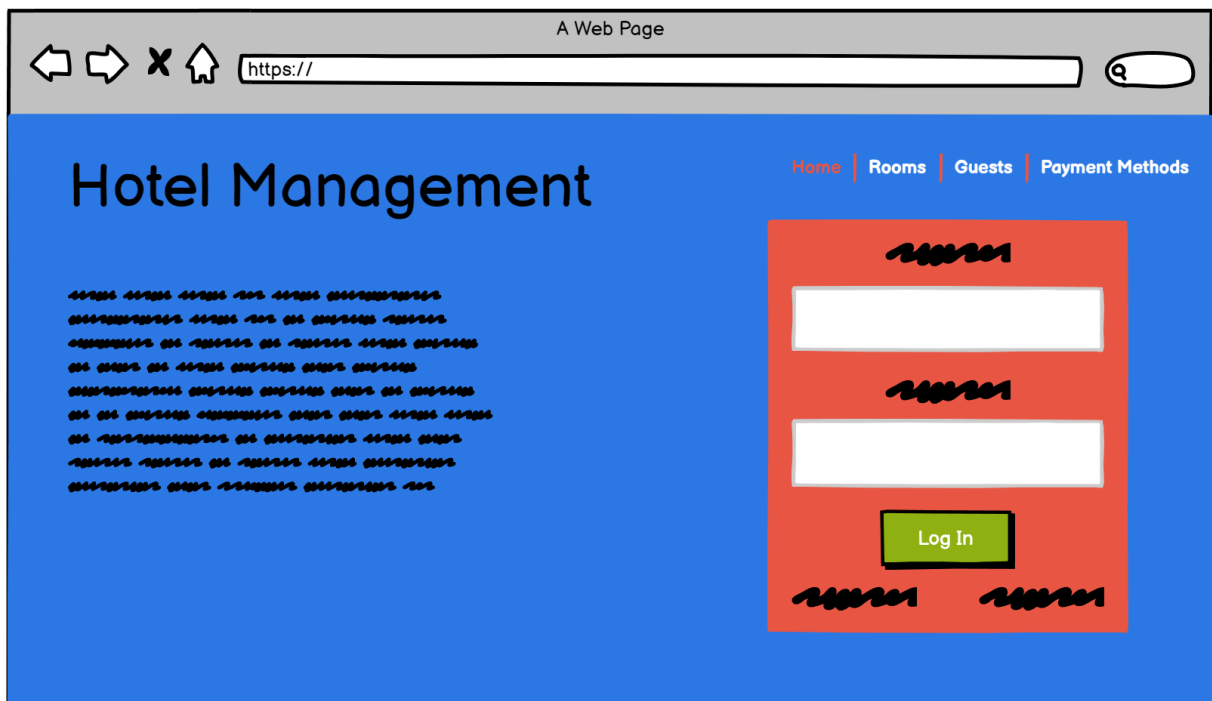 A Web Page
https://
Home Rooms Guests Payment Methods
Hotel Management
Log In